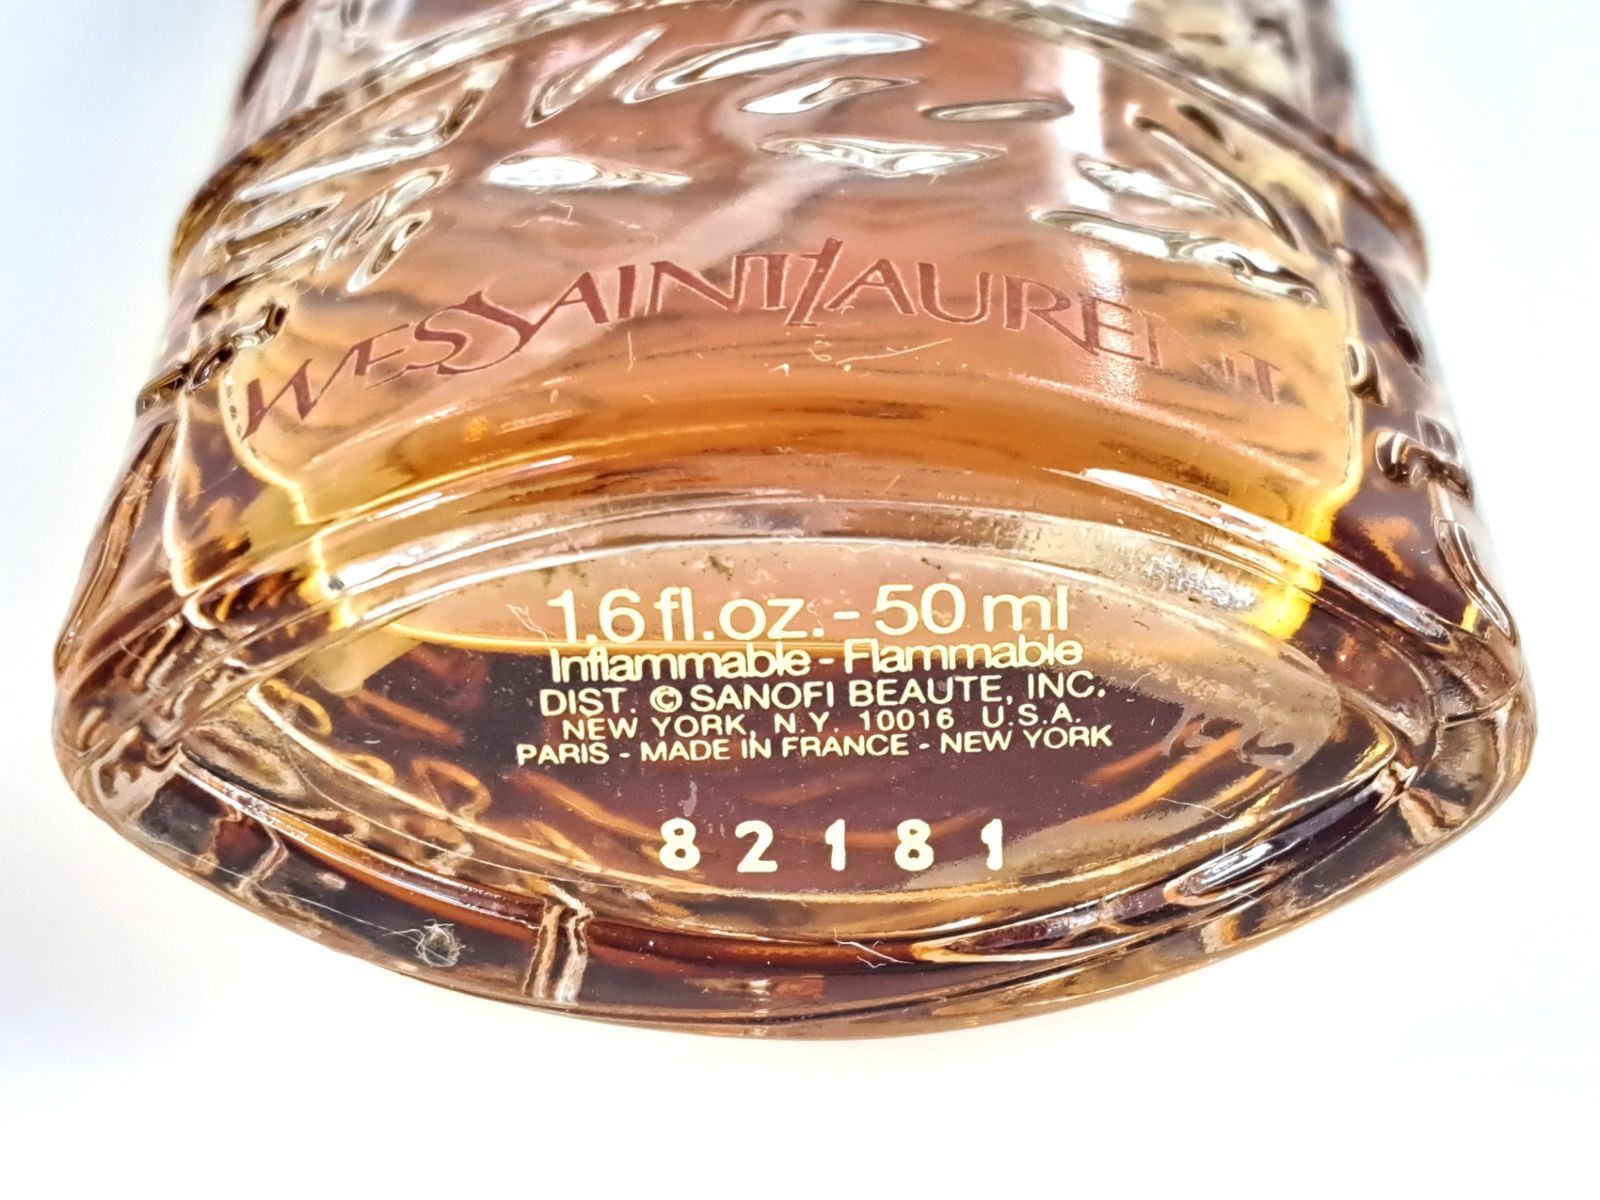 YVES SAINT LAURENT
1.6 fl.oz. - 50 ml
Inflammable - Flammable
DIST. © SANOFI BEAUTE, INC.
NEW YORK, N.Y. 10016 U.S.A.
PARIS - MADE IN FRANCE - NEW YORK
82181